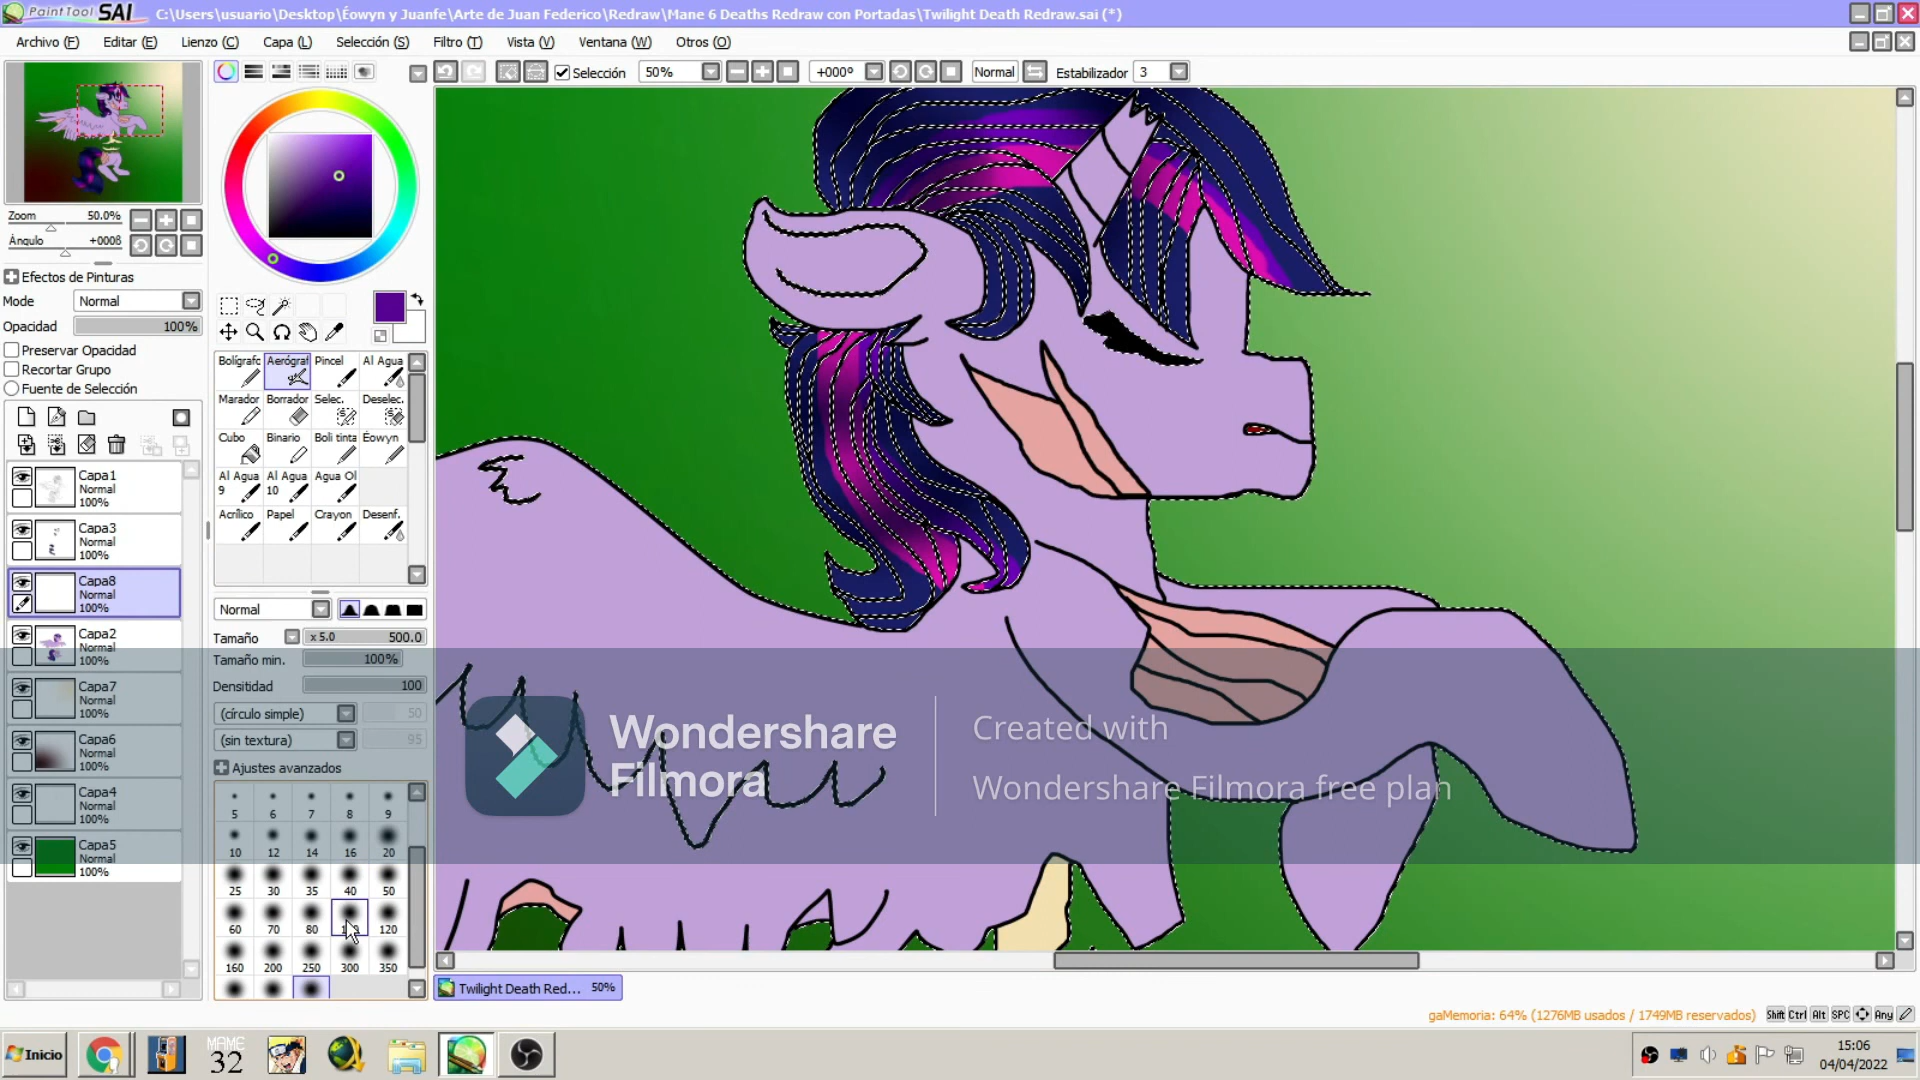 PaintTool SAI C:\Users\usuario\Desktop\Éowyn y Juanfe\Arte de Juan Federico\Redraw\Mane 6 Deaths Redraw con Portadas\Twilight Death Redraw.sai (*)
Archivo (F) Editar (E) Lienzo (C) Capa (L) Selección (S) Filtro (T) Vista (V) Ventana (W) Otros (O)
Selección 50% +000º Normal Estabilizador 3
Zoom 50.0%
Ángulo +000ß
Efectos de Pinturas
Mode Normal
Opacidad 100%
Preservar Opacidad
Recortar Grupo
Fuente de Selección
Capa1
Normal
100%
Capa3
Normal
100%
Capa8
Normal
100%
Capa2
Normal
100%
Capa7
Normal
100%
Capa6
Normal
100%
Capa4
Normal
100%
Capa5
Normal
100%
Bolígrafc Aerógraf Pincel Al Agua
Marador Borrador Selec. Deselec.
Cubo Binario Boli tinta Éowyn
Al Agua 9 Al Agua 10 Agua Ol
Acrílico Papel Crayon Desenf.
Normal
Tamaño x 5.0 500.0
Tamaño min. 100%
Densitidad 100
(círculo simple) 50
(sin textura) 95
Ajustes avanzados
5 6 7 8 9
10 12 14 16 20
25 30 35 40 50
60 70 80 120
160 200 250 300 350
Wondershare
Filmora
Created with
Wondershare Filmora free plan
Twilight Death Red... 50%
gaMemoria: 64% (1276MB usados / 1749MB reservados) Shift Ctrl Alt SPC Any
Inicio
MAME
32
15:06
04/04/2022